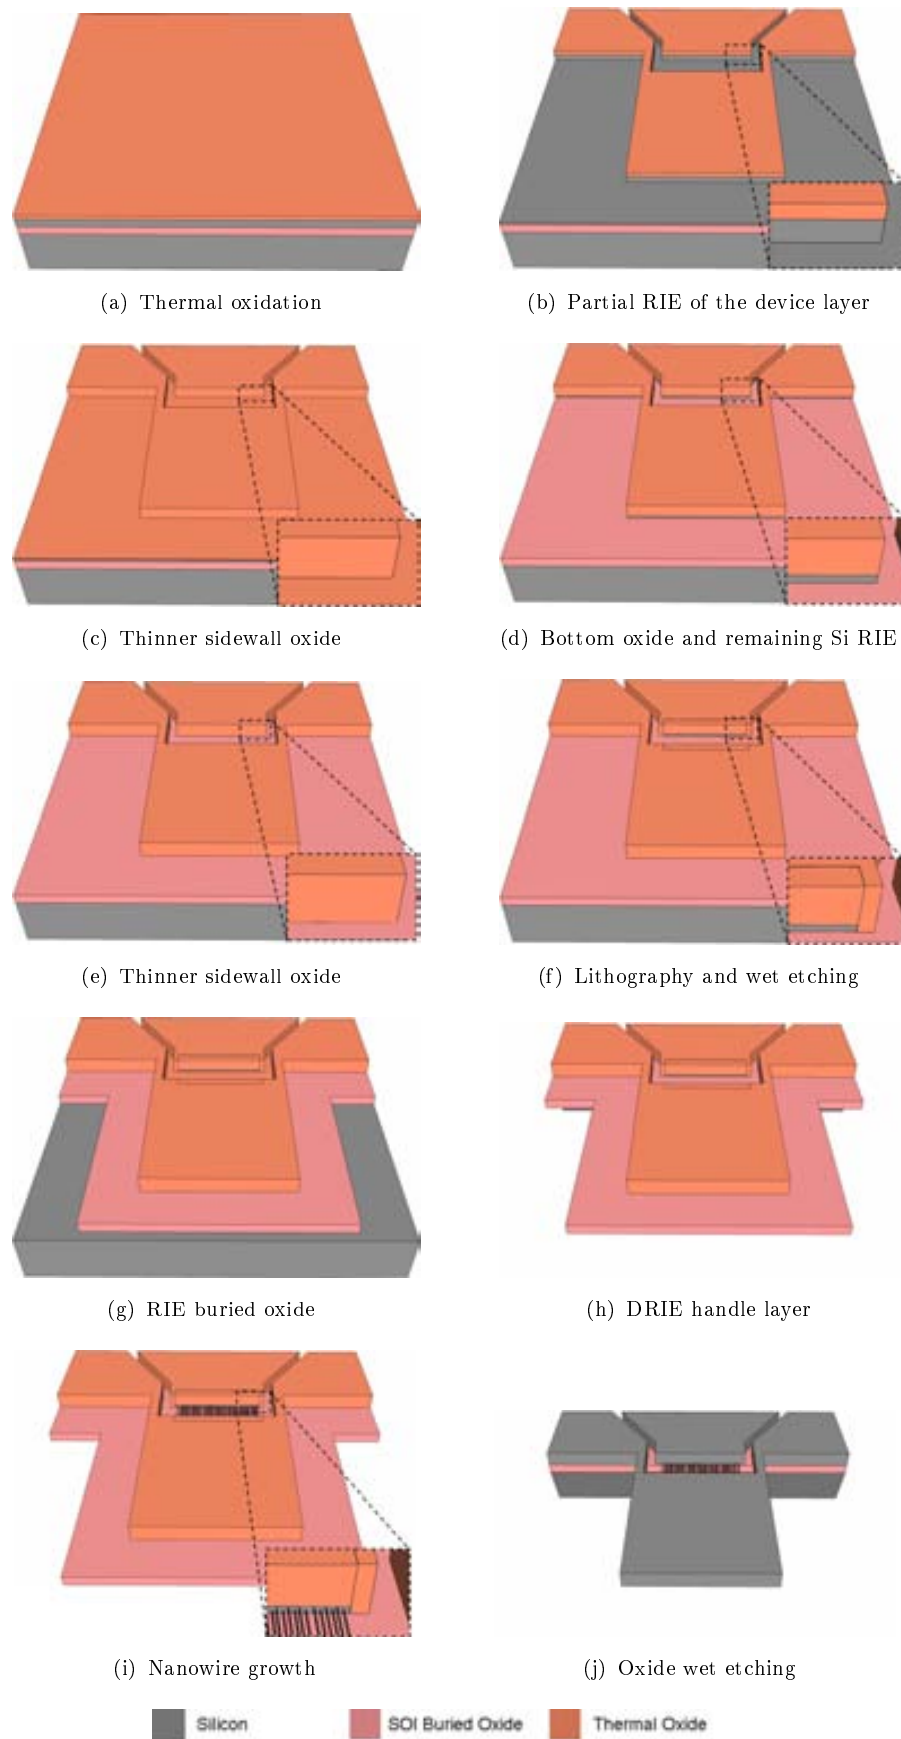 (a) Thermal oxidation
(b) Partial RIE of the device layer
(c) Thinner sidewall oxide
(d) Bottom oxide and remaining Si RIE
(e) Thinner sidewall oxide
(f) Lithography and wet etching
(g) RIE buried oxide
(h) DRIE handle layer
(i) Nanowire growth
(j) Oxide wet etching
Silicon
SOI Buried Oxide
Thermal Oxide